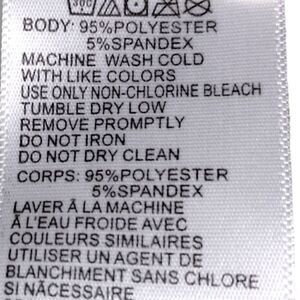 30C
BODY: 95%POLYESTER
5%SPANDEX
MACHINE WASH COLD
WITH LIKE COLORS
USE ONLY NON-CHLORINE BLEACH
TUMBLE DRY LOW
REMOVE PROMPTLY
DO NOT IRON
DO NOT DRY CLEAN
CORPS: 95%POLYESTER
5%SPANDEX
LAVER Ā LA MACHINE
À L'EAU FROIDE AVEC
COULEURS SIMILAIRES
UTILISER UN AGENT DE
BLANCHIMENT SANS CHLORE
SI NÃCESSAIRE